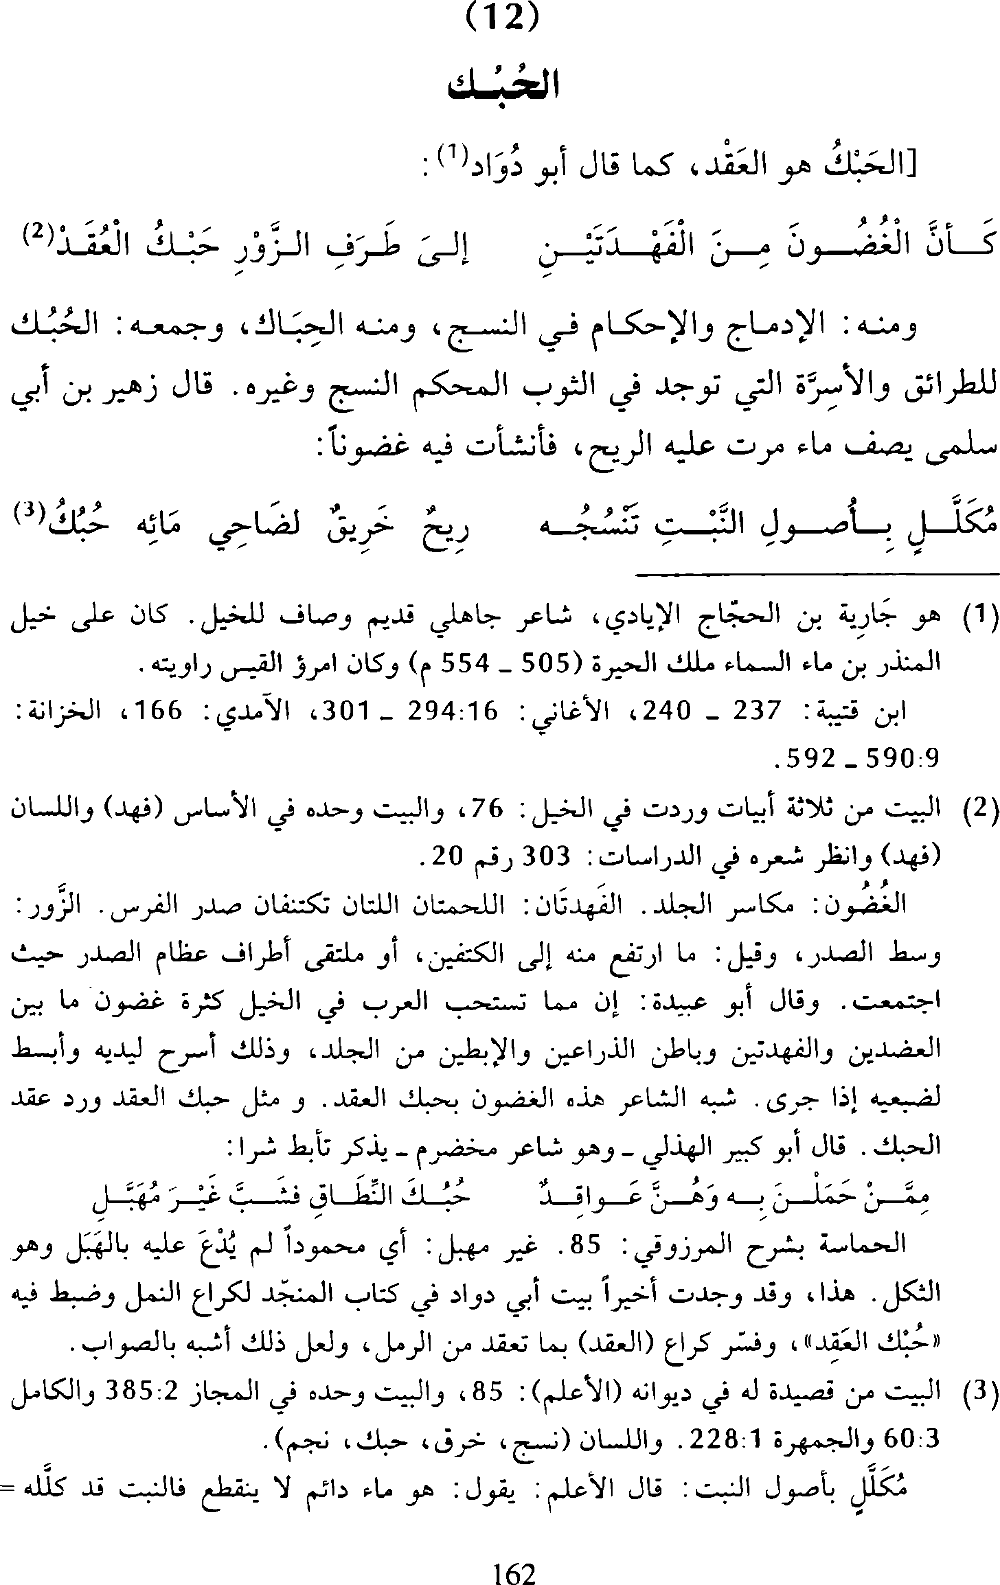 (12)
الحُبُـك
[الحَبْكُ هو العَقْد، كما قال أبو دُوَاد(1):
كَـأنَّ الْغُضُـونَ مِـنَ الْفَهْـدَتَيْـنِ إلـىَ طَـرَفِ الـزَّوْرِ حَبْـكُ الْعُقَـدْ(2)
ومنه: الإدماج والإحكام في النسج، ومنه الحِبَاك، وجمعه: الحُبُك
للطرائق والأسِرَّة التي توجد في الثوب المحكم النسج وغيره. قال زهير بن أبي
سلمى يصف ماء مرت عليه الريح، فأنشأت فيه غضوناً:
مُكَلَّـلٍ بِـأصـولِ النَّبْـتِ تَنْسُجُـه رِيحٌ خَرِيقٌ لضَاحِي مَائِه حُبُكُ(3)
(1) هو جَارِية بن الحجّاج الإيادي، شاعر جاهلي قديم وصاف للخيل. كان على خيل
المنذر بن ماء السماء ملك الحيرة (505 ـ 554 م) وكان امرؤ القيس راويته.
ابن قتيبة: 237 ـ 240، الأغاني: 294:16 ـ 301، الآمدي: 166، الخزانة:
590:9 ـ 592.
(2) البيت من ثلاثة أبيات وردت في الخيل: 76، والبيت وحده في الأساس (فهد) واللسان
(فهد) وانظر شعره في الدراسات: 303 رقم 20.
الغُضُون: مكاسر الجلد. الفَهدتَان: اللحمتان اللتان تكتنفان صدر الفرس. الزَّور:
وسط الصدر، وقيل: ما ارتفع منه إلى الكتفين، أو ملتقى أطراف عظام الصدر حيث
اجتمعت. وقال أبو عبيدة: إن مما تستحب العرب في الخيل كثرة غضون ما بين
العضدين والفهدتين وباطن الذراعين والإبطين من الجلد، وذلك أسرح ليديه وأبسط
لضبعيه إذا جرى. شبه الشاعر هذه الغضون بحبك العقد. و مثل حبك العقد ورد عقد
الحبك. قال أبو كبير الهذلي ـ وهو شاعر مخضرم ـ يذكر تأبط شرا:
مِمَّـنْ حَمَلْـنَ بِـه وَهُـنَّ عَـواقِـدٌ حُبُـكَ النِّطَـاقِ فشَـبَّ غَيْـرَ مُهَبَّـلِ
الحماسة بشرح المرزوقي: 85. غير مهبل: أي محموداً لم يُدْعَ عليه بالهَبَل وهو
الثكل. هذا، وقد وجدت أخيراً بيت أبي دواد في كتاب المنجّد لكراع النمل وضبط فيه
«حُبْك العَقِد»، وفسّر كراع (العقد) بما تعقد من الرمل، ولعل ذلك أشبه بالصواب.
(3) البيت من قصيدة له في ديوانه (الأعلم): 85، والبيت وحده في المجاز 385:2 والكامل
60:3 والجمهرة 228:1. واللسان (نسج، خرق، حبك، نجم).
مُكَلَّلٍ بأصول النبت: قال الأعلم: يقول: هو ماء دائم لا ينقطع فالنبت قد كلَّله =
162